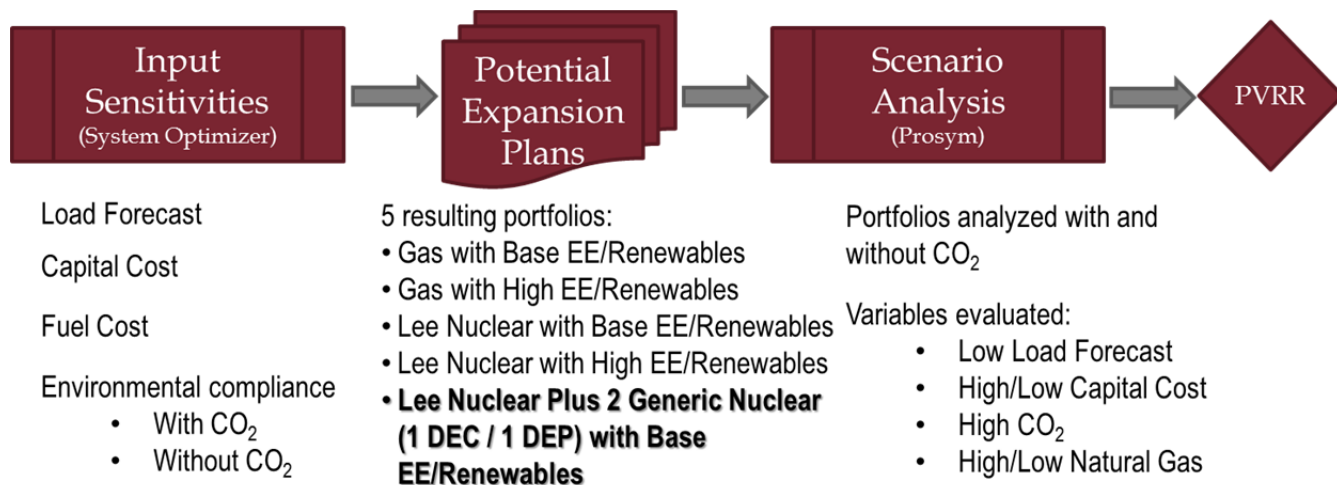 Input
Sensitivities
(System Optimizer)
Potential
Expansion
Plans
Scenario
Analysis
(Prosym)
PVRR
Load Forecast
Capital Cost
Fuel Cost
Environmental compliance
• With CO₂
• Without CO₂
5 resulting portfolios:
• Gas with Base EE/Renewables
• Gas with High EE/Renewables
• Lee Nuclear with Base EE/Renewables
• Lee Nuclear with High EE/Renewables
• Lee Nuclear Plus 2 Generic Nuclear
(1 DEC / 1 DEP) with Base
EE/Renewables
Portfolios analyzed with and
without CO₂
Variables evaluated:
• Low Load Forecast
• High/Low Capital Cost
• High CO₂
• High/Low Natural Gas